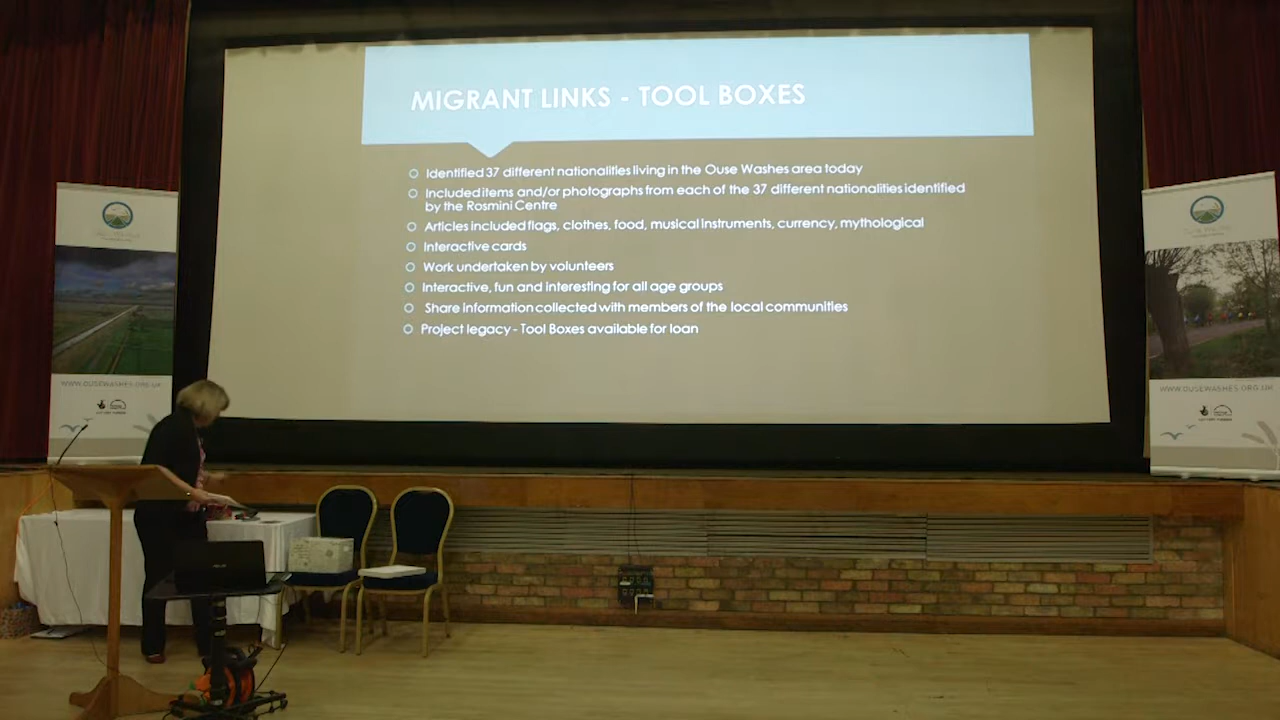 MIGRANT LINKS - TOOL BOXES
Identified 37 different nationalities living in the Ouse Washes area today
Included items and/or photographs from each of the 37 different nationalities identified
by the Rosmini Centre
Articles included flags, clothes, food, musical instruments, currency, mythological
Interactive cards
Work undertaken by volunteers
Interactive, fun and interesting for all age groups
Share information collected with members of the local communities
Project legacy - Tool Boxes available for loan
WWW.OUSEWASHES.ORG.UK
WWW.OUSEWASHES.ORG.UK